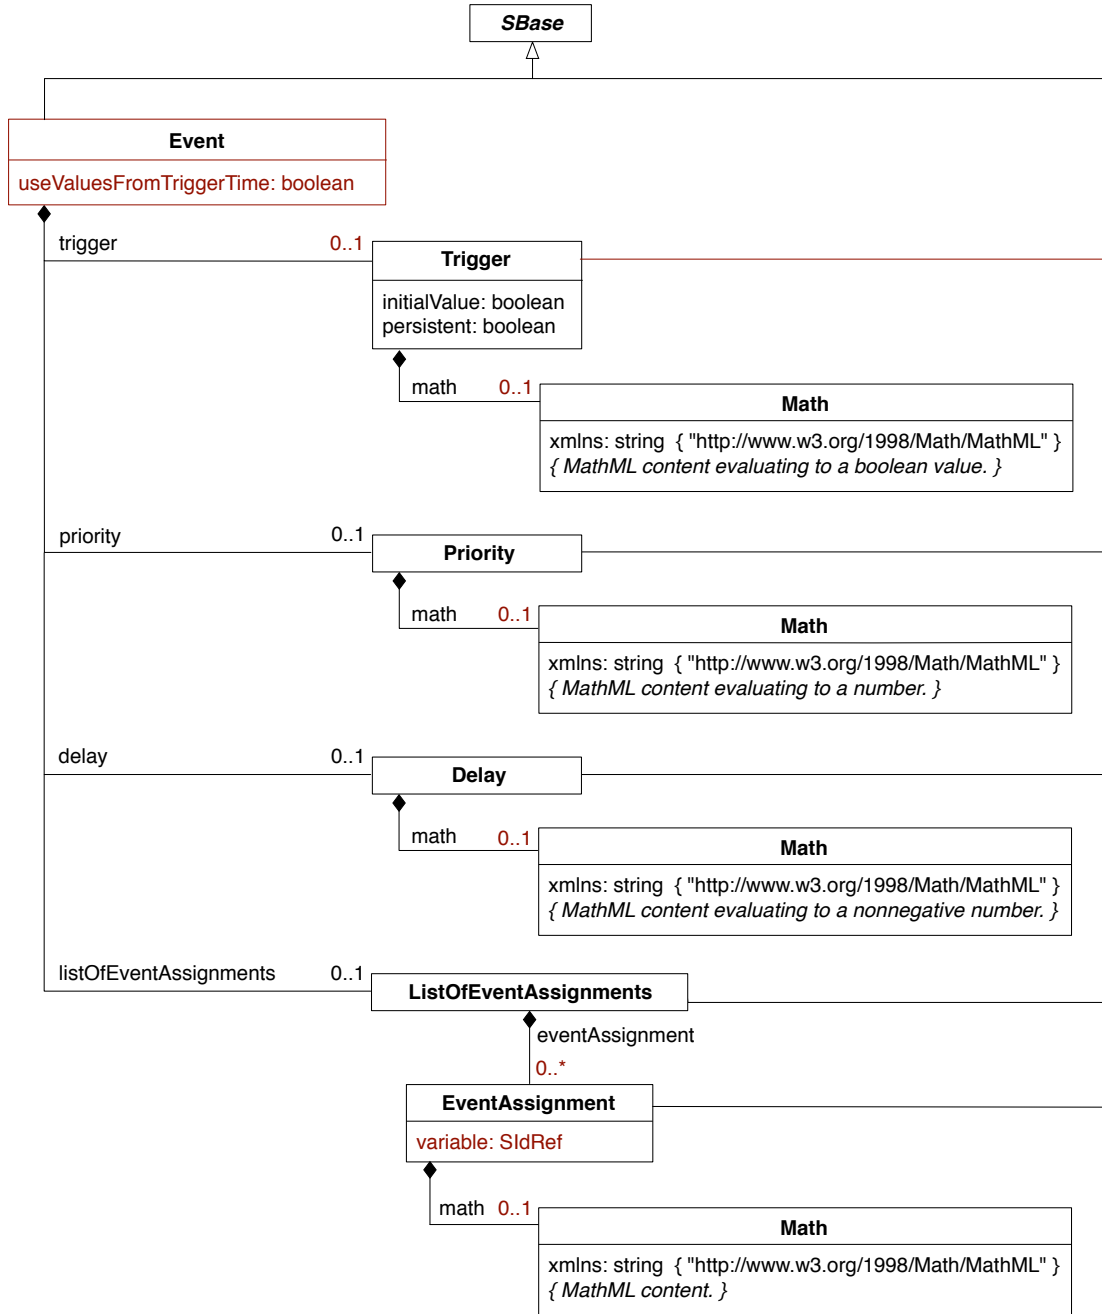 SBase
Event
useValuesFromTriggerTime: boolean
trigger 0..1
Trigger
initialValue: boolean
persistent: boolean
math 0..1
Math
xmlns: string { "http://www.w3.org/1998/Math/MathML" }
{ MathML content evaluating to a boolean value. }
priority 0..1
Priority
math 0..1
Math
xmlns: string { "http://www.w3.org/1998/Math/MathML" }
{ MathML content evaluating to a number. }
delay 0..1
Delay
math 0..1
Math
xmlns: string { "http://www.w3.org/1998/Math/MathML" }
{ MathML content evaluating to a nonnegative number. }
listOfEventAssignments 0..1
ListOfEventAssignments
eventAssignment
0..*
EventAssignment
variable: SIdRef
math 0..1
Math
xmlns: string { "http://www.w3.org/1998/Math/MathML" }
{ MathML content. }